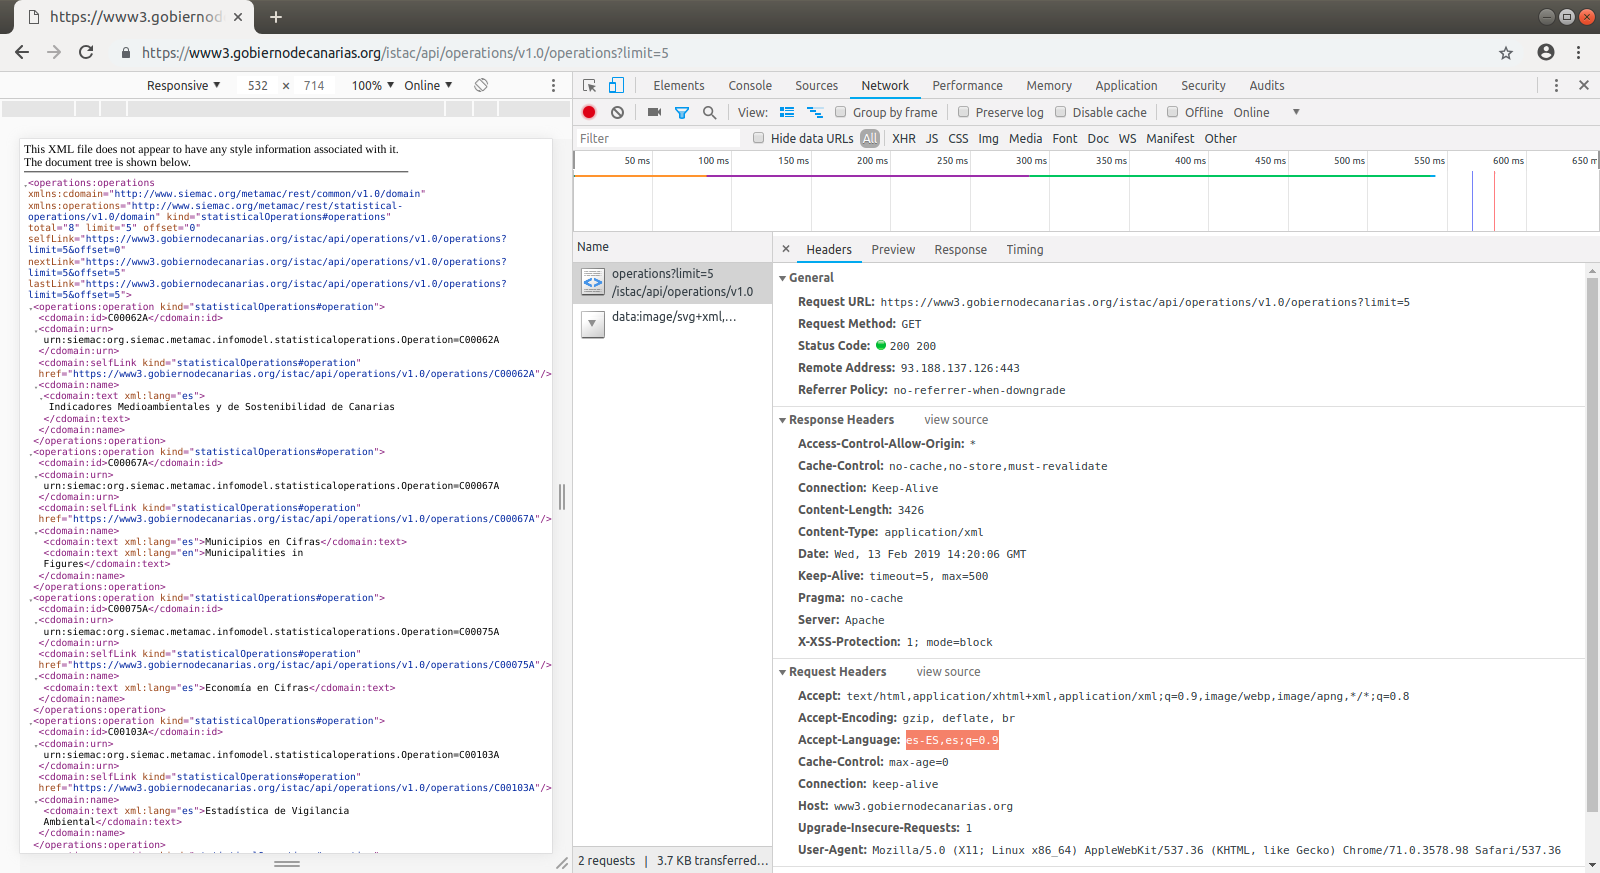 https://www3.gobiernod
https://www3.gobiernodecanarias.org/istac/api/operations/v1.0/operations?limit=5
Responsive ▼ 532 × 714 100% ▼ Online ▼
This XML file does not appear to have any style information associated with it.
The document tree is shown below.
<operations:operations
xmlns:cdomain="http://www.siemac.org/metamac/rest/common/v1.0/domain"
xmlns:operations="http://www.siemac.org/metamac/rest/statistical-
operations/v1.0/domain" kind="statisticalOperations#operations"
total="8" limit="5" offset="0"
selfLink="https://www3.gobiernodecanarias.org/istac/api/operations/v1.0/operations?
limit=5&offset=0"
nextLink="https://www3.gobiernodecanarias.org/istac/api/operations/v1.0/operations?
limit=5&offset=5"
lastLink="https://www3.gobiernodecanarias.org/istac/api/operations/v1.0/operations?
limit=5&offset=5">
<operations:operation kind="statisticalOperations#operation">
<cdomain:id>C00062A</cdomain:id>
<cdomain:urn>
urn:siemac:org.siemac.metamac.infomodel.statisticaloperations.Operation=C00062A
</cdomain:urn>
<cdomain:selfLink kind="statisticalOperations#operation"
href="https://www3.gobiernodecanarias.org/istac/api/operations/v1.0/operations/C00062A"/>
<cdomain:name>
<cdomain:text xml:lang="es">
Indicadores Medioambientales y de Sostenibilidad de Canarias
</cdomain:text>
</cdomain:name>
</operations:operation>
<operations:operation kind="statisticalOperations#operation">
<cdomain:id>C00067A</cdomain:id>
<cdomain:urn>
urn:siemac:org.siemac.metamac.infomodel.statisticaloperations.Operation=C00067A
</cdomain:urn>
<cdomain:selfLink kind="statisticalOperations#operation"
href="https://www3.gobiernodecanarias.org/istac/api/operations/v1.0/operations/C00067A"/>
<cdomain:name>
<cdomain:text xml:lang="es">Municipios en Cifras</cdomain:text>
<cdomain:text xml:lang="en">Municipalities in
Figures</cdomain:text>
</cdomain:name>
</operations:operation>
<operations:operation kind="statisticalOperations#operation">
<cdomain:id>C00075A</cdomain:id>
<cdomain:urn>
urn:siemac:org.siemac.metamac.infomodel.statisticaloperations.Operation=C00075A
</cdomain:urn>
<cdomain:selfLink kind="statisticalOperations#operation"
href="https://www3.gobiernodecanarias.org/istac/api/operations/v1.0/operations/C00075A"/>
<cdomain:name>
<cdomain:text xml:lang="es">Economía en Cifras</cdomain:text>
</cdomain:name>
</operations:operation>
<operations:operation kind="statisticalOperations#operation">
<cdomain:id>C00103A</cdomain:id>
<cdomain:urn>
urn:siemac:org.siemac.metamac.infomodel.statisticaloperations.Operation=C00103A
</cdomain:urn>
<cdomain:selfLink kind="statisticalOperations#operation"
href="https://www3.gobiernodecanarias.org/istac/api/operations/v1.0/operations/C00103A"/>
<cdomain:name>
<cdomain:text xml:lang="es">Estadística de Vigilancia
Ambiental</cdomain:text>
</cdomain:name>
</operations:operation>
Elements Console Sources Network Performance Memory Application Security Audits
View: Group by frame Preserve log Disable cache Offline Online ▼
Filter Hide data URLs All XHR JS CSS Img Media Font Doc WS Manifest Other
50 ms 100 ms 150 ms 200 ms 250 ms 300 ms 350 ms 400 ms 450 ms 500 ms 550 ms 600 ms 650 m
Name
operations?limit=5
/istac/api/operations/v1.0
data:image/svg+xml,...
2 requests | 3.7 KB transferred...
× Headers Preview Response Timing
General
Request URL: https://www3.gobiernodecanarias.org/istac/api/operations/v1.0/operations?limit=5
Request Method: GET
Status Code: 200 200
Remote Address: 93.188.137.126:443
Referrer Policy: no-referrer-when-downgrade
Response Headers view source
Access-Control-Allow-Origin: *
Cache-Control: no-cache,no-store,must-revalidate
Connection: Keep-Alive
Content-Length: 3426
Content-Type: application/xml
Date: Wed, 13 Feb 2019 14:20:06 GMT
Keep-Alive: timeout=5, max=500
Pragma: no-cache
Server: Apache
X-XSS-Protection: 1; mode=block
Request Headers view source
Accept: text/html,application/xhtml+xml,application/xml;q=0.9,image/webp,image/apng,*/*;q=0.8
Accept-Encoding: gzip, deflate, br
Accept-Language: es-ES,es;q=0.9
Cache-Control: max-age=0
Connection: keep-alive
Host: www3.gobiernodecanarias.org
Upgrade-Insecure-Requests: 1
User-Agent: Mozilla/5.0 (X11; Linux x86_64) AppleWebKit/537.36 (KHTML, like Gecko) Chrome/71.0.3578.98 Safari/537.36